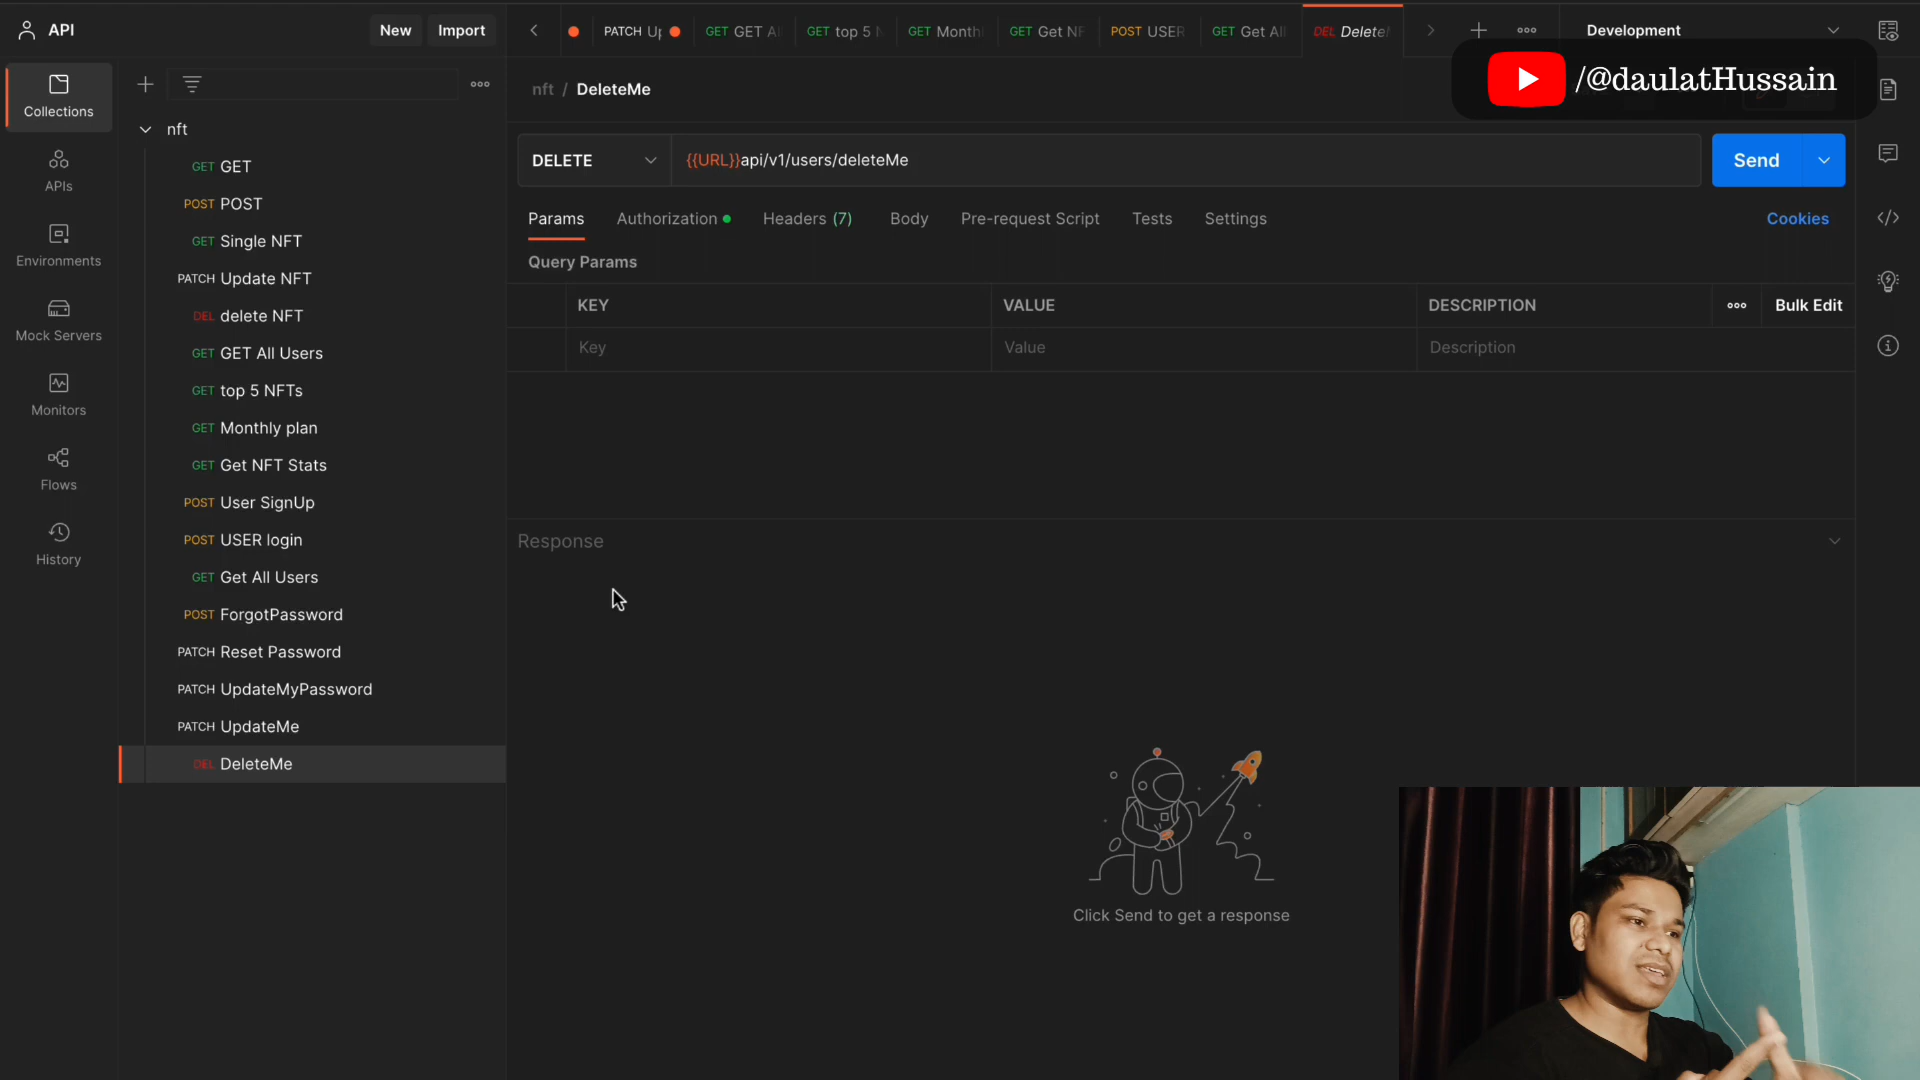 API
New
Import
PATCH Up
GET GET A
GET top 5
GET Month
GET Get NF
POST USER
GET Get All
DEL Delete
Development
/@daulatHussain
Collections
APIs
Environments
Mock Servers
Monitors
Flows
History
nft
GET GET
POST POST
GET Single NFT
PATCH Update NFT
DEL delete NFT
GET GET All Users
GET top 5 NFTs
GET Monthly plan
GET Get NFT Stats
POST User SignUp
POST USER login
GET Get All Users
POST ForgotPassword
PATCH Reset Password
PATCH UpdateMyPassword
PATCH UpdateMe
DEL DeleteMe
nft / DeleteMe
DELETE
{{URL}}api/v1/users/deleteMe
Send
Params
Authorization
Headers (7)
Body
Pre-request Script
Tests
Settings
Cookies
Query Params
KEY
VALUE
DESCRIPTION
Bulk Edit
Key
Value
Description
Response
Click Send to get a response